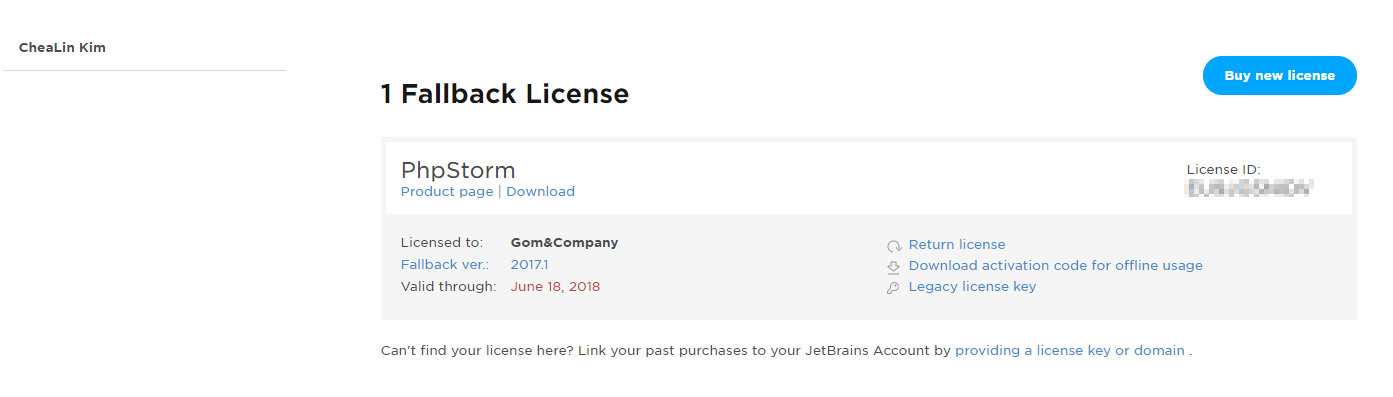 CheaLin Kim
Buy new license
1 Fallback License
PhpStorm
Product page | Download
License ID:
Licensed to: Gom&Company
Fallback ver.: 2017.1
Valid through: June 18, 2018
Return license
Download activation code for offline usage
Legacy license key
Can't find your license here? Link your past purchases to your JetBrains Account by providing a license key or domain .